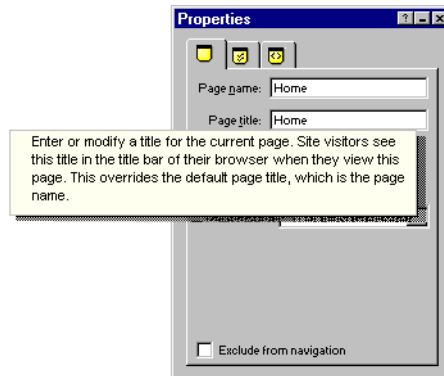 Properties
Page name: Home
Page title: Home
Enter or modify a title for the current page. Site visitors see
this title in the title bar of their browser when they view this
page. This overrides the default page title, which is the page
name.
Exclude from navigation